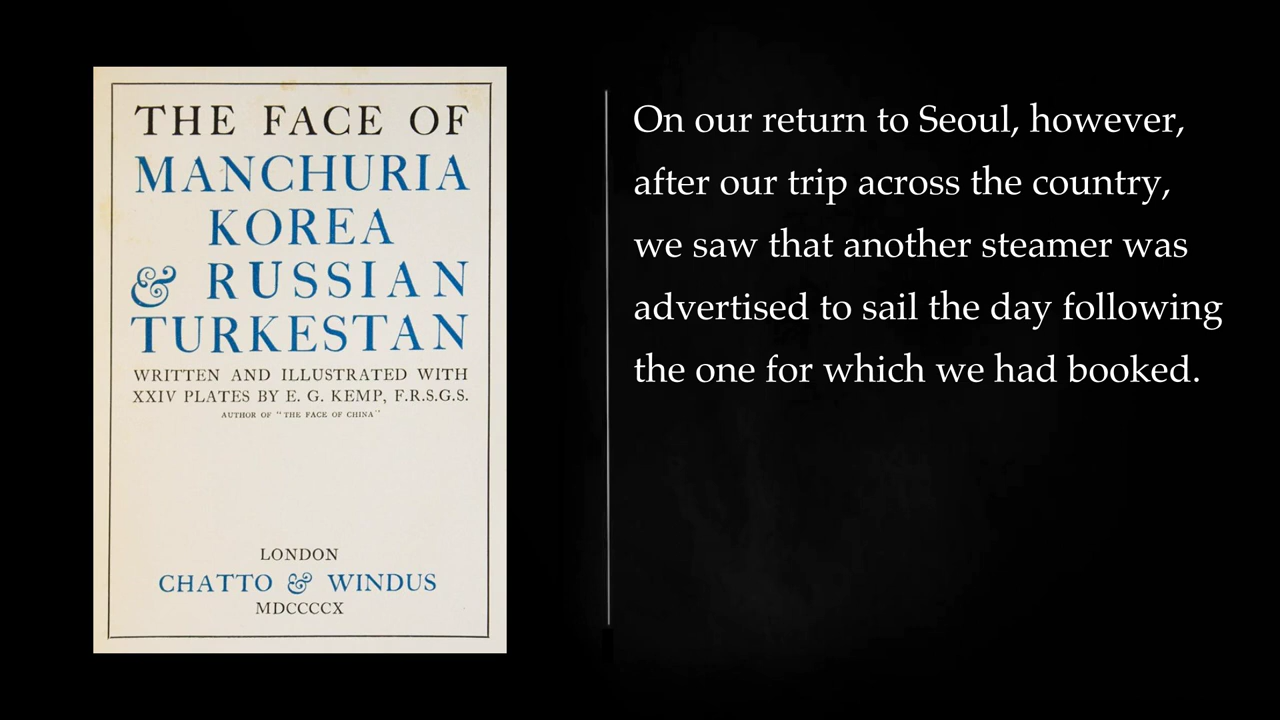 THE FACE OF
MANCHURIA
KOREA
& RUSSIAN
TURKESTAN
WRITTEN AND ILLUSTRATED WITH
XXIV PLATES BY E. G. KEMP, F.R.S.G.S.
AUTHOR OF "THE FACE OF CHINA"
LONDON
CHATTO & WINDUS
MDCCCCX
On our return to Seoul, however,
after our trip across the country,
we saw that another steamer was
advertised to sail the day following
the one for which we had booked.